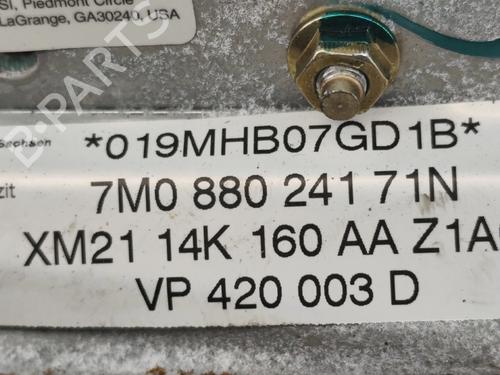 SI, Piedmont Circle
LaGrange, GA30240, USA
Sachsen
*019MHB07GD1B*
zit
7M0 880 241 71N
XM21 14K 160 AA Z1A
VP 420 003 D
B-PARTS